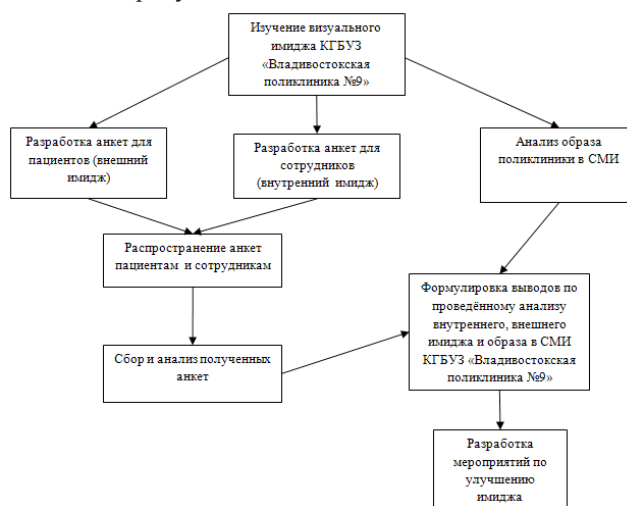 Изучение визуального
имиджа КГБУЗ
«Владивостокская
поликлиника №9»
Разработка анкет для
пациентов (внешний
имидж)
Разработка анкет для
сотрудников
(внутренний имидж)
Анализ образа
поликлиники в СМИ
Распространение анкет
пациентам и сотрудникам
Формулировка выводов по
проведённому анализу
внутреннего, внешнего
имиджа и образа в СМИ
КГБУЗ «Владивостокская
поликлиника №9»
Сбор и анализ полученных
анкет
Разработка
мероприятий по
улучшению
имиджа